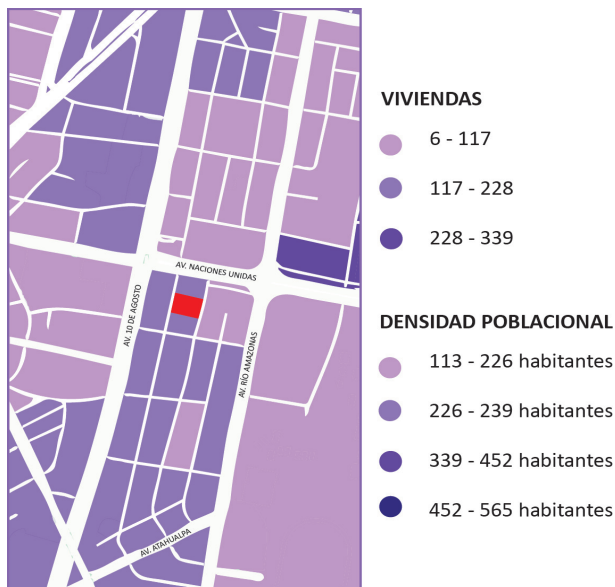 VIVIENDAS
6 - 117
117 - 228
228 - 339
AV. NACIONES UNIDAS
AV. 10 DE AGOSTO
AV. RÍO AMAZONAS
AV. ATAHUALPA
DENSIDAD POBLACIONAL
113 - 226 habitantes
226 - 239 habitantes
339 - 452 habitantes
452 - 565 habitantes